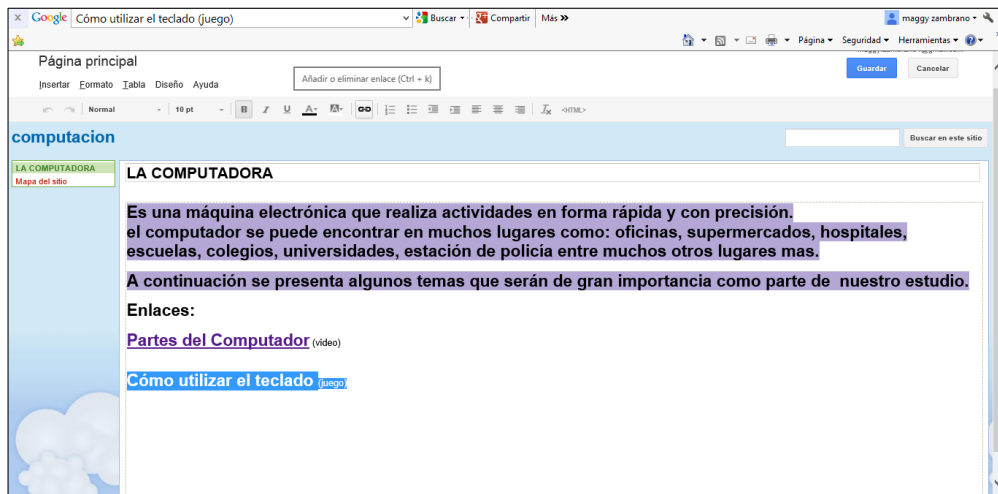 x Google Cómo utilizar el teclado (juego) Buscar Compartir Más » maggy zambrano
Página Seguridad Herramientas
Página principal
Guardar Cancelar
Insertar Formato Tabla Diseño Ayuda
Añadir o eliminar enlace (Ctrl + k)
Normal 10 pt B I U A <HTML>
computacion
Buscar en este sitio
LA COMPUTADORA
Mapa del sitio
LA COMPUTADORA
Es una máquina electrónica que realiza actividades en forma rápida y con precisión.
el computador se puede encontrar en muchos lugares como: oficinas, supermercados, hospitales,
escuelas, colegios, universidades, estación de policía entre muchos otros lugares mas.
A continuación se presenta algunos temas que serán de gran importancia como parte de nuestro estudio.
Enlaces:
Partes del Computador (video)
Cómo utilizar el teclado (juego)